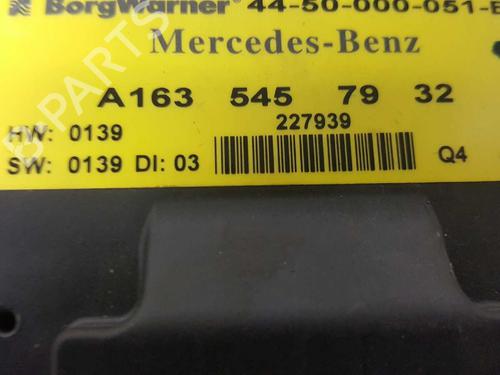 BorgWarner 44-50-000-051-E
Mercedes-Benz
A163 545 79 32
HW: 0139
227939
SW: 0139 DI: 03
Q4